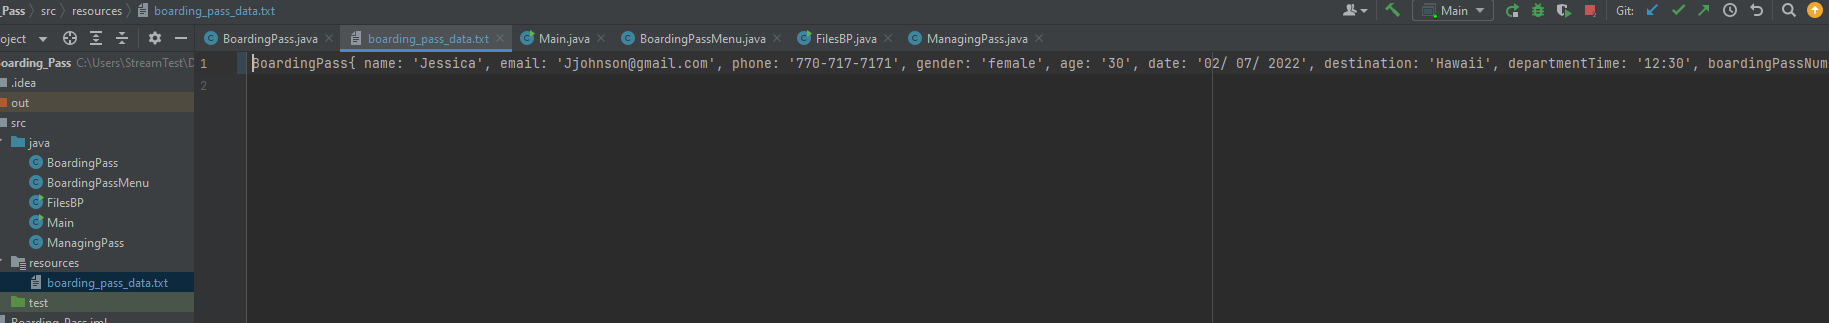 _Pass > src > resources > boarding_pass_data.txt
Main
Git:
oject
BoardingPass.java
boarding_pass_data.txt
Main.java
BoardingPassMenu.java
FilesBP.java
ManagingPass.java
oarding_Pass C:\Users\StreamTest\D
.idea
out
src
java
BoardingPass
BoardingPassMenu
FilesBP
Main
ManagingPass
resources
boarding_pass_data.txt
test
Boarding_Pass.iml
1 BoardingPass{ name: 'Jessica', email: 'Jjohnson@gmail.com', phone: '770-717-7171', gender: 'female', age: '30', date: '02/ 07/ 2022', destination: 'Hawaii', departmentTime: '12:30', boardingPassNum
2